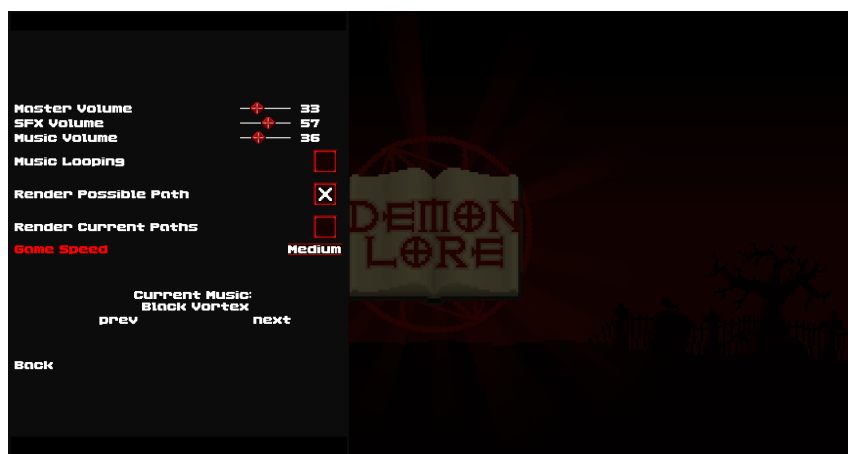 Master Volume 33
SFX Volume 57
Music Volume 36
Music Looping
Render Possible Path
Render Current Paths
Game Speed Medium
Current Music:
Black Vortex
prev next
Back
DEMON
LORE